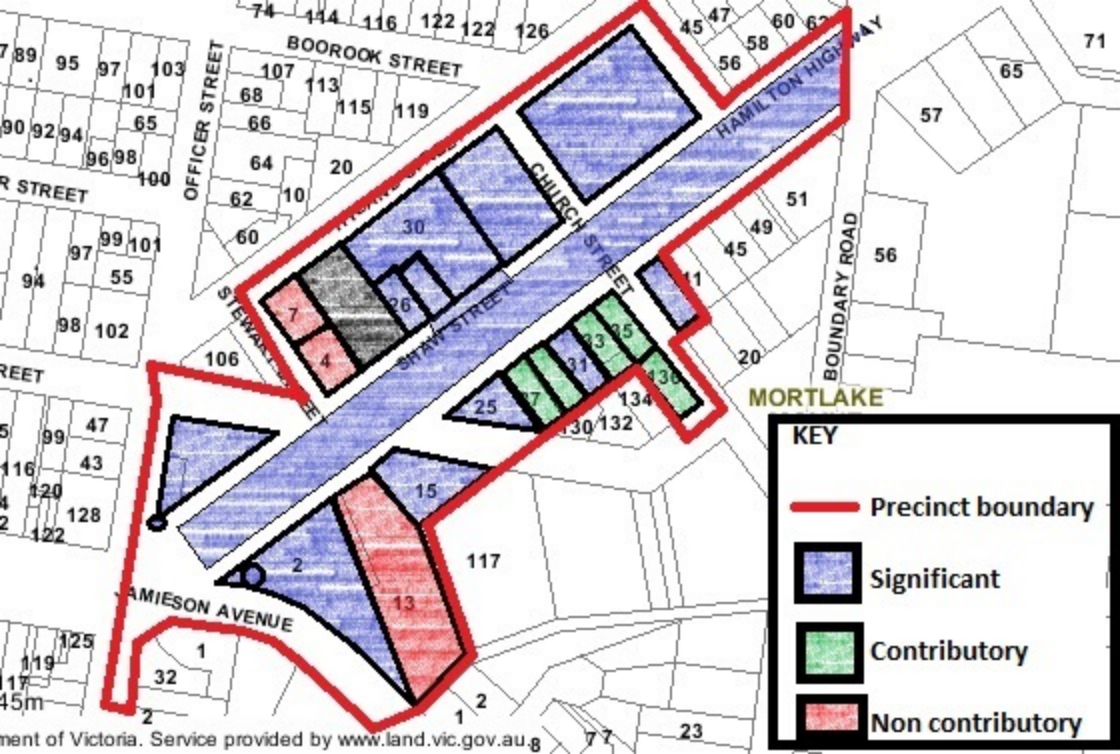 74 114 116 122 122 126 45 47 60 62
58
56
71
65
57
BOOROOK STREET
HAMILTON HIGHWAY
89 95 97 103
101
107
68
113
115 119
66
90 92 94 65
96 98
100
OFFICER STREET
64
62
10
20
60
R STREET
CHURCH STREET
51
49
45
56
BOUNDARY ROAD
97 99 101
94
55
98 102
30
26
7
4
11
SHAW STREET
106
REET
33 35
31
37
25
136
134
130 132
20
MORTLAKE
KEY
Precinct boundary
Significant
Contributory
Non contributory
47
99
116
43
120
128
122
15
2
13
117
JAMIESON AVENUE
125
119
117
1
32
45m
2
1
2
23
8
7 7
ment of Victoria. Service provided by www.land.vic.gov.au.